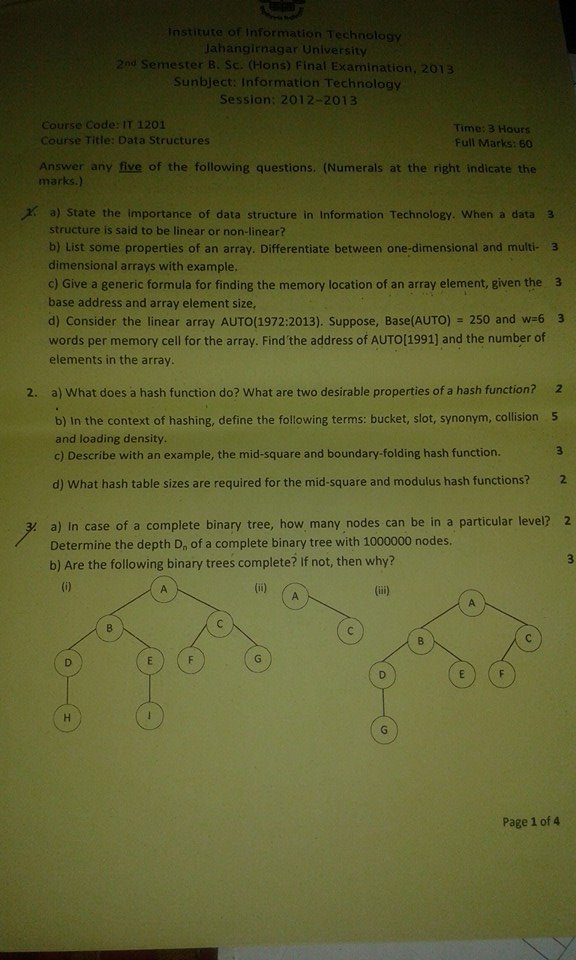 Institute of Information Technology
Jahangirnagar University
2nd Semester B. Sc. (Hons) Final Examination, 2013
Sunbject: Information Technology
Session: 2012-2013
Course Code: IT 1201
Time: 3 Hours
Course Title: Data Structures
Full Marks: 60
Answer any five of the following questions. (Numerals at the right indicate the
marks.)
1. a) State the importance of data structure in Information Technology. When a data 3
structure is said to be linear or non-linear?
b) List some properties of an array. Differentiate between one-dimensional and multi- 3
dimensional arrays with example.
c) Give a generic formula for finding the memory location of an array element, given the 3
base address and array element size,
d) Consider the linear array AUTO(1972:2013). Suppose, Base(AUTO) = 250 and w=6 3
words per memory cell for the array. Find the address of AUTO[1991] and the number of
elements in the array.
2. a) What does a hash function do? What are two desirable properties of a hash function? 2
b) In the context of hashing, define the following terms: bucket, slot, synonym, collision 5
and loading density.
c) Describe with an example, the mid-square and boundary-folding hash function. 3
d) What hash table sizes are required for the mid-square and modulus hash functions? 2
3. a) In case of a complete binary tree, how many nodes can be in a particular level? 2
Determine the depth Dn of a complete binary tree with 1000000 nodes.
b) Are the following binary trees complete? If not, then why? 3
(i)
A
B
C
D
E
F
G
H
J
(ii)
A
C
(iii)
A
B
C
D
E
F
G
Page 1 of 4